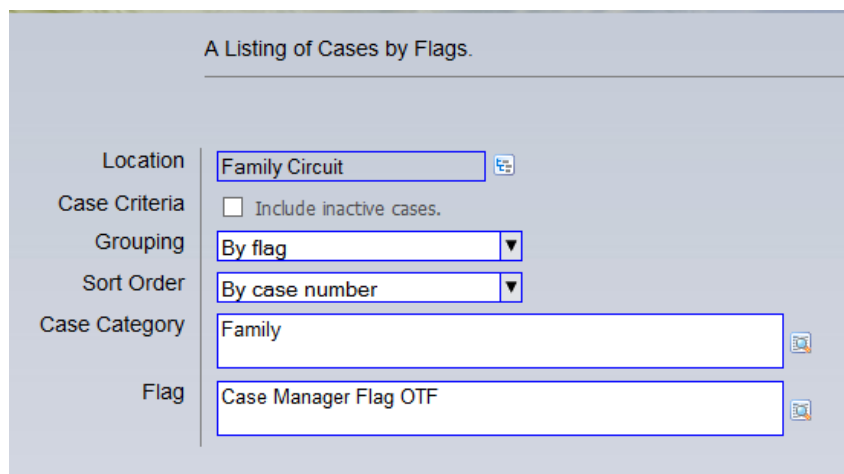 A Listing of Cases by Flags.
Location Family Circuit
Case Criteria Include inactive cases.
Grouping By flag
Sort Order By case number
Case Category Family
Flag Case Manager Flag OTF